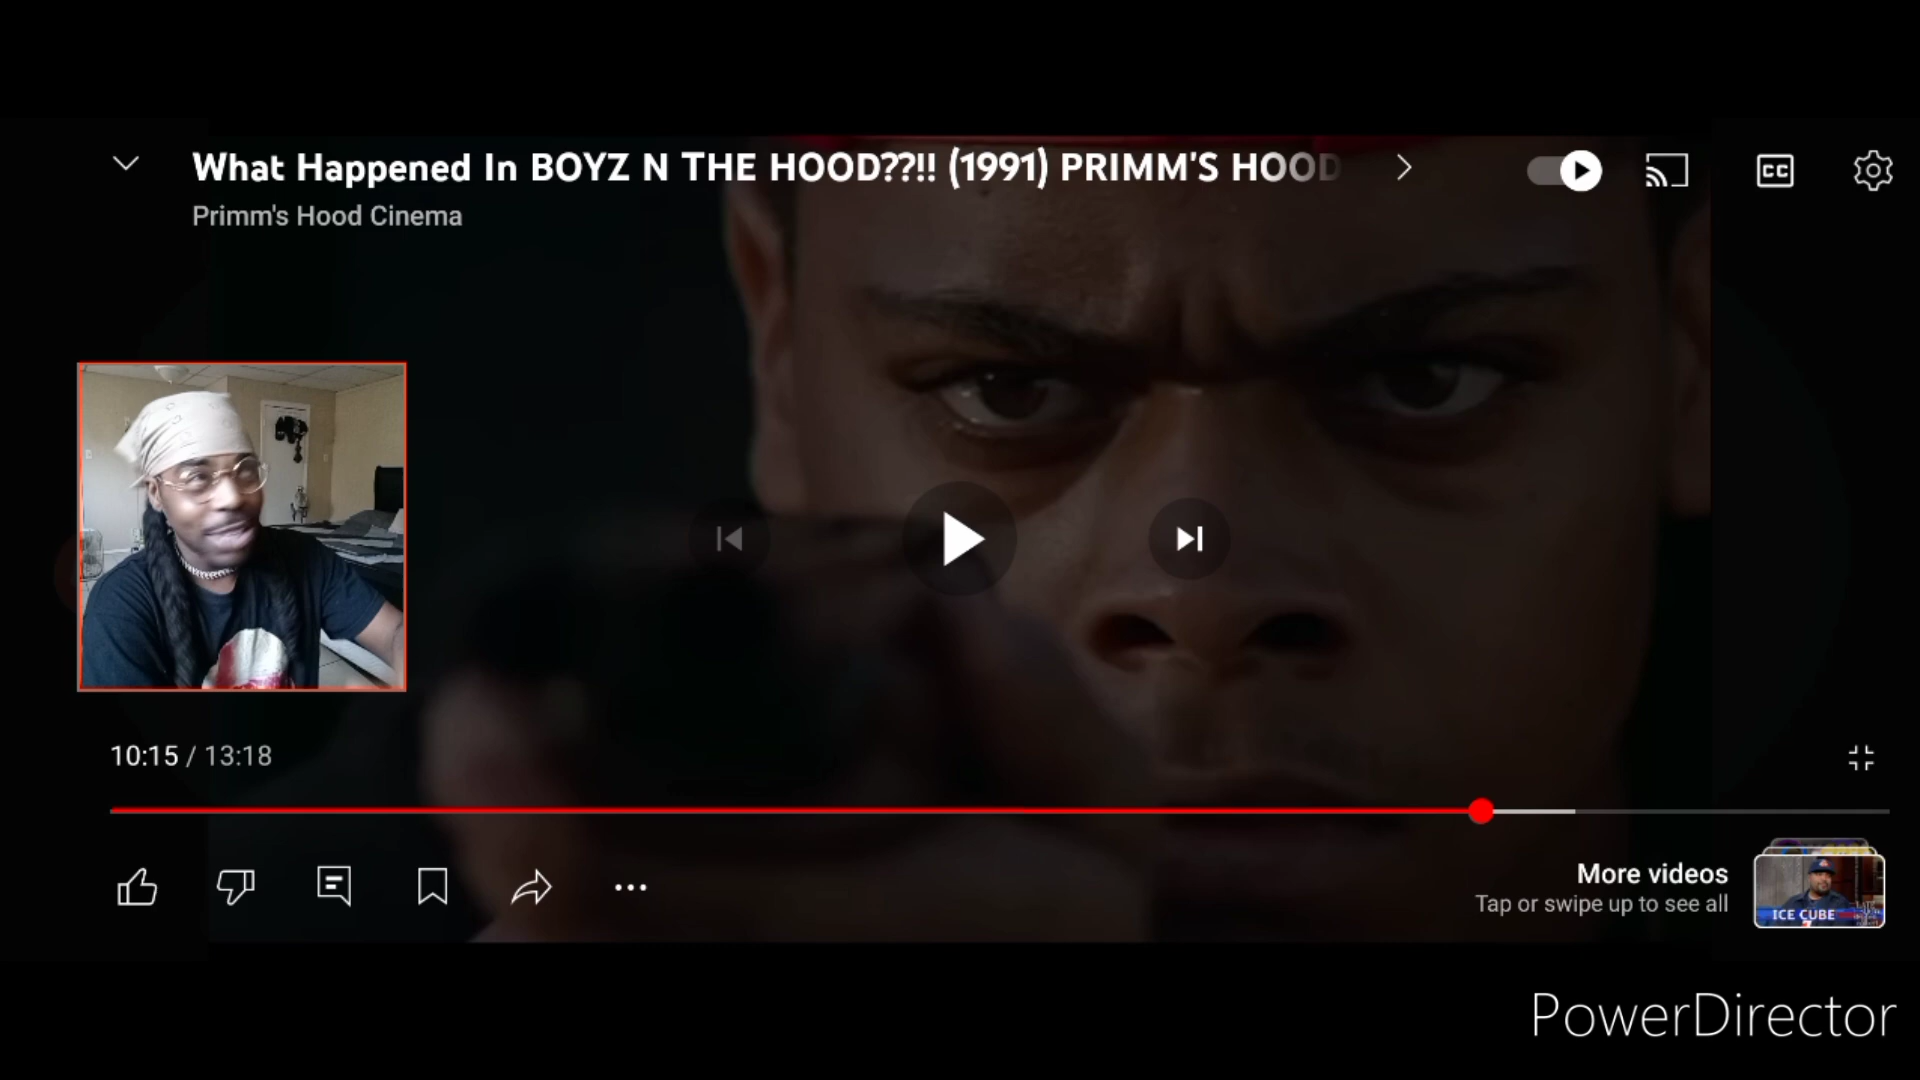 What Happened In BOYZ N THE HOOD??!! (1991) PRIMM'S HOOD
Primm's Hood Cinema
CC
10:15 / 13:18
More videos
Tap or swipe up to see all
ICE CUBE
PowerDirector